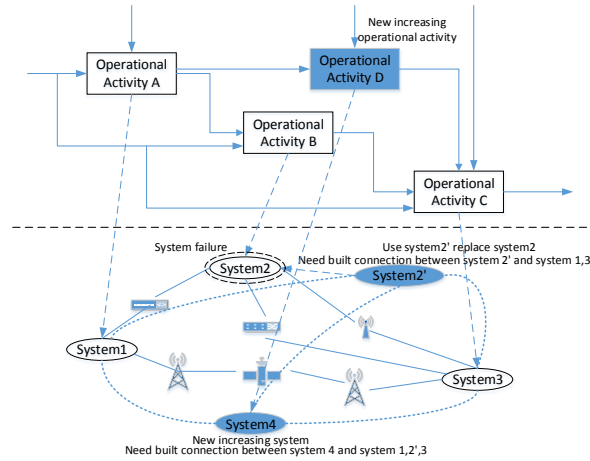 New increasing
operational activity
Operational
Activity A
Operational
Activity D
Operational
Activity B
Operational
Activity C
System failure
Use system2' replace system2
Need built connection between system 2' and system 1,3
System2
System2'
System1
System3
System4
New increasing system
Need built connection between system 4 and system 1,2',3